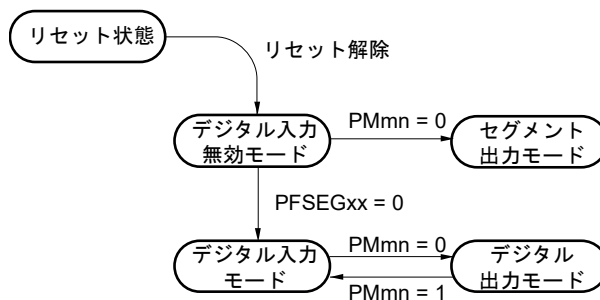 リセット状態
リセット解除
デジタル入力
無効モード
PMmn = 0
セグメント
出力モード
PFSEGxx = 0
デジタル入力
モード
PMmn = 0
PMmn = 1
デジタル
出力モード